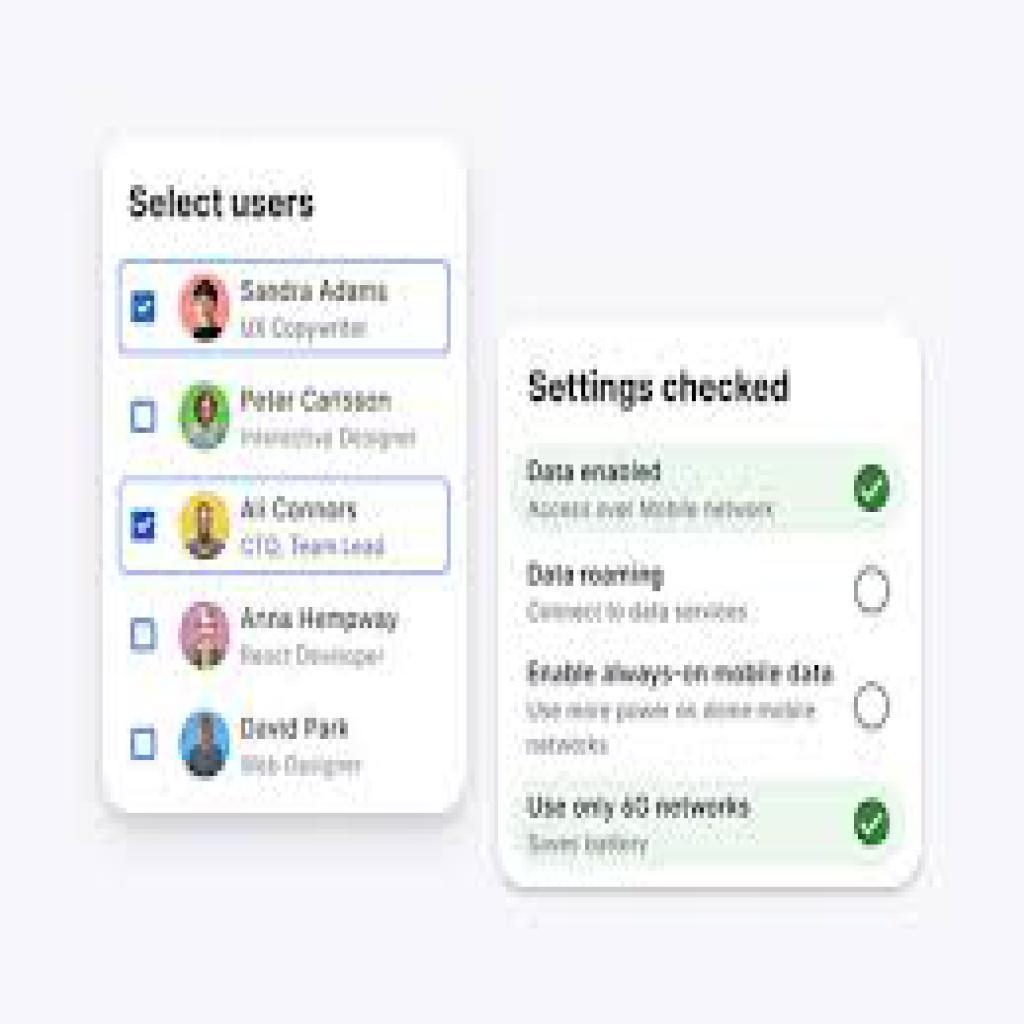 Select users
Sandra Adams
UX Copywriter
Peter Carlsson
Interactive Designer
Ali Connors
CTO, Team Lead
Anna Hempway
React Developer
David Park
Web Designer
Settings checked
Data enabled
Access over Mobile network
Data roaming
Connect to data services
Enable always-on mobile data
Use more power on mobile
networks
Use only 6G networks
Saves battery